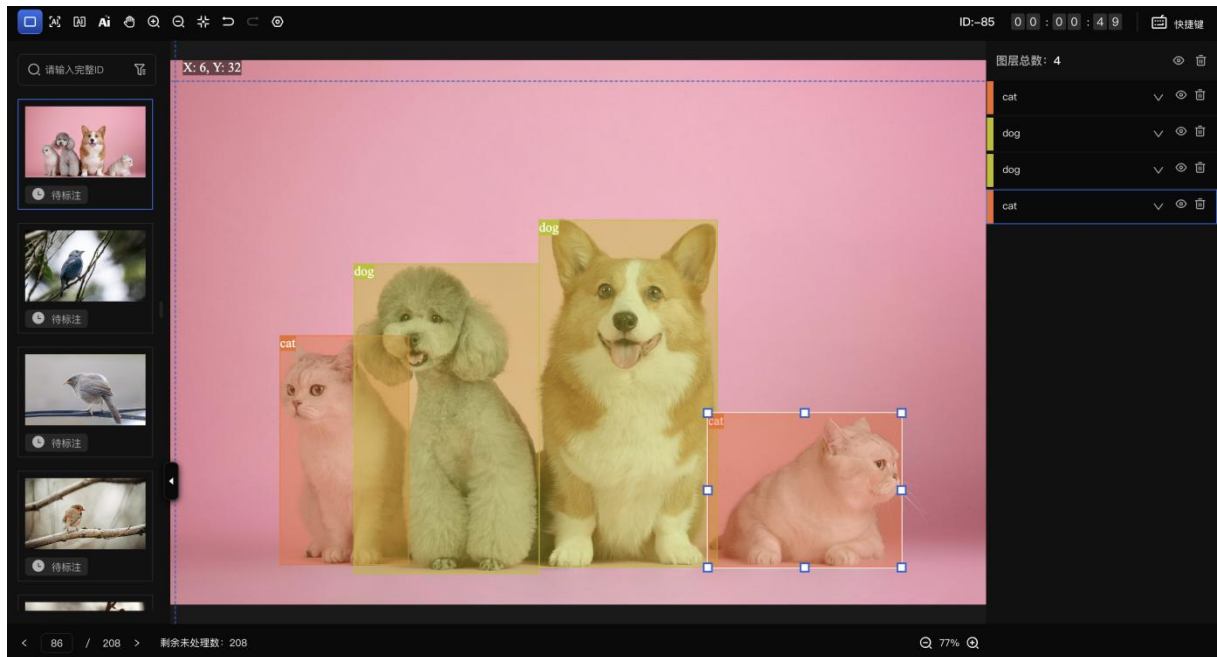 Ai
ID:-85
00:00:49
快捷键
请输入完整ID
X: 6, Y: 32
图层总数: 4
cat
dog
dog
cat
待标注
待标注
待标注
待标注
dog
dog
cat
cat
< 86 / 208 > 剩余未处理数: 208
77%